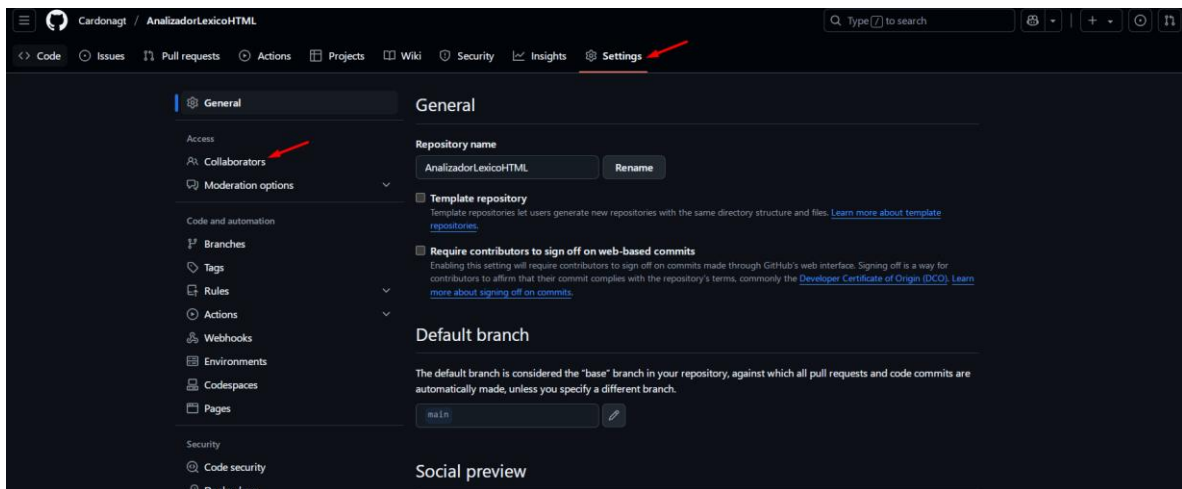 Cardonagt / AnalizadorLexicoHTML
Type / to search
Code Issues Pull requests Actions Projects Wiki Security Insights Settings
General
Access
Collaborators
Moderation options
Code and automation
Branches
Tags
Rules
Actions
Webhooks
Environments
Codespaces
Pages
Security
Code security
General
Repository name
AnalizadorLexicoHTML Rename
Template repository
Template repositories let users generate new repositories with the same directory structure and files. Learn more about template
repositories.
Require contributors to sign off on web-based commits
Enabling this setting will require contributors to sign off on commits made through GitHub's web interface. Signing off is a way for
contributors to affirm that their commit complies with the repository's terms, commonly the Developer Certificate of Origin (DCO). Learn
more about signing off on commits.
Default branch
The default branch is considered the "base" branch in your repository, against which all pull requests and code commits are
automatically made, unless you specify a different branch.
main
Social preview